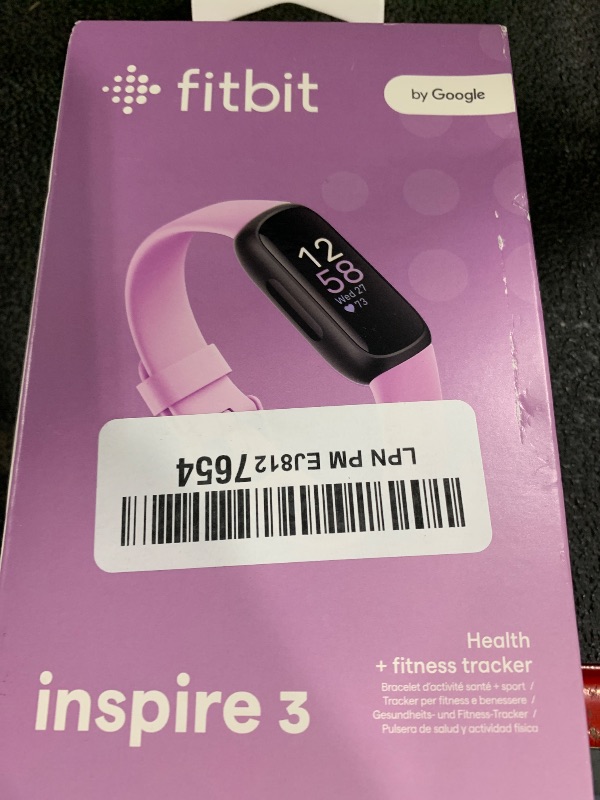 fitbit
by Google
12
58
Wed 27
73
LPN PM EJ8127654
Health
+ fitness tracker
Bracelet d'activité santé + sport /
Tracker per fitness e benessere /
Gesundheits- und Fitness-Tracker /
Pulsera de salud y actividad física
inspire 3